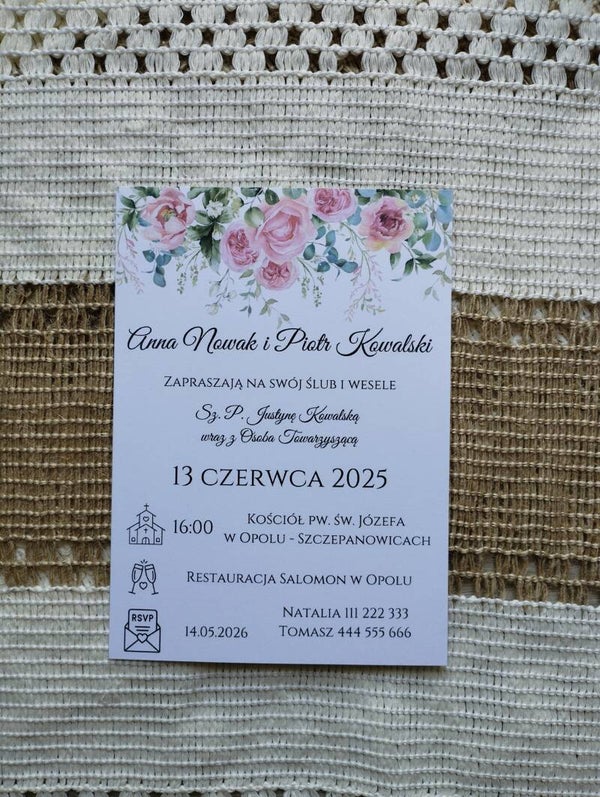 Anna Nowak i Piotr Kowalski
Zapraszają na swój ślub i wesele
Sz. P. Justynę Kowalską
wraz z Osoba Towarzyszącą
13 czerwca 2025
16:00 Kościół pw. św. Józefa
w Opolu - Szczepanowicach
Restauracja Salomon w Opolu
RSVP
Natalia 111 222 333
14.05.2026 Tomasz 444 555 666